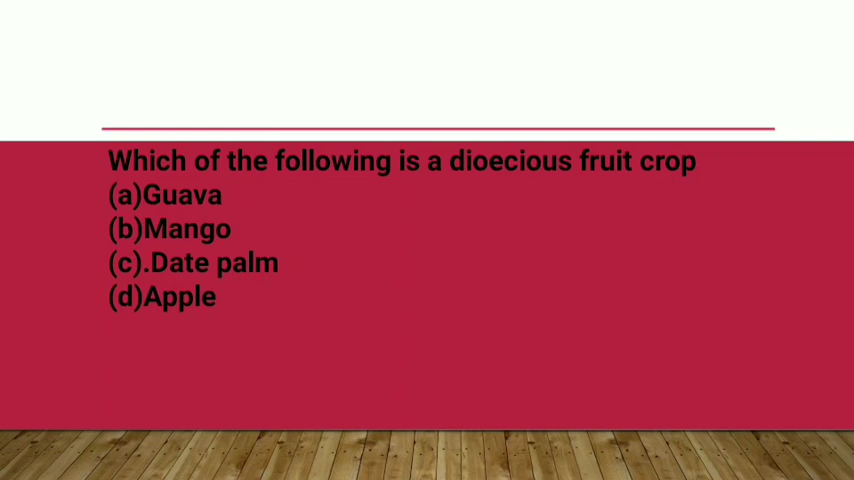 Which of the following is a dioecious fruit crop
(a)Guava
(b)Mango
(c).Date palm
(d)Apple